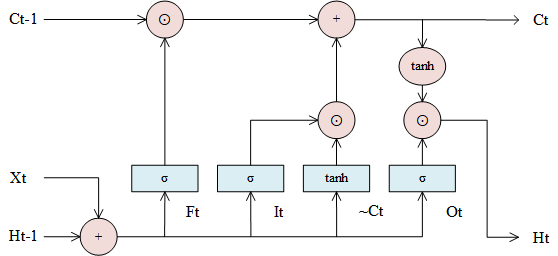 Ct-1
⊙
+
Ct
tanh
⊙
⊙
Xt
σ
σ
tanh
σ
Ft
It
~Ct
Ot
Ht-1
+
Ht